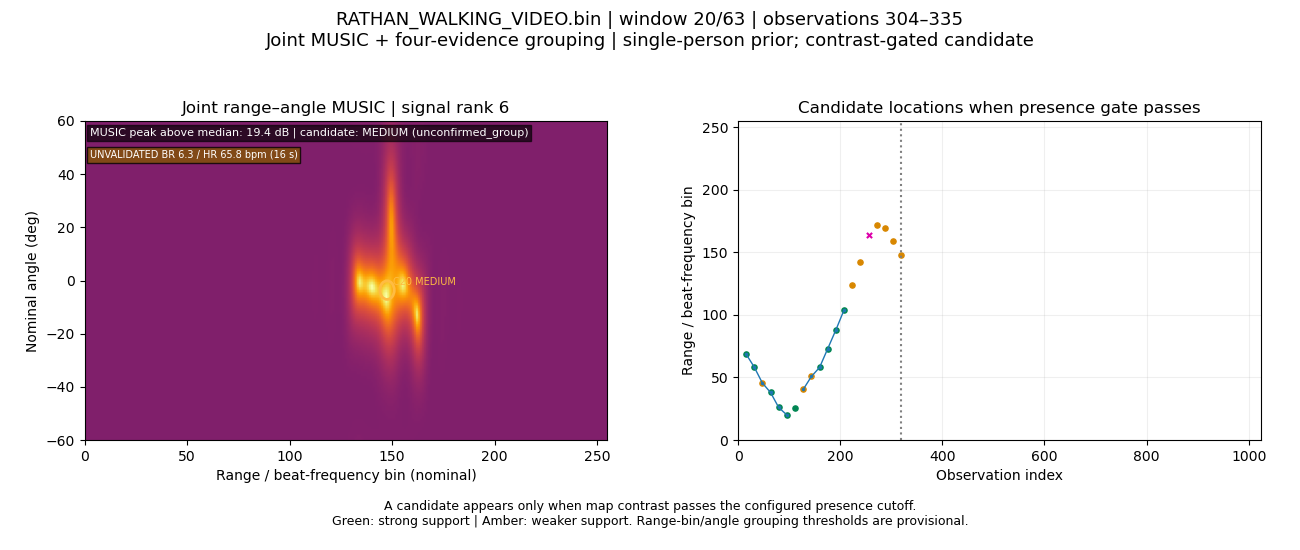 RATHAN_WALKING_VIDEO.bin | window 20/63 | observations 304–335
Joint MUSIC + four-evidence grouping | single-person prior; contrast-gated candidate
Joint range–angle MUSIC | signal rank 6
MUSIC peak above median: 19.4 dB | candidate: MEDIUM (unconfirmed_group)
UNVALIDATED BR 6.3 / HR 65.8 bpm (16 s)
MEDIUM
Nominal angle (deg)
60
40
20
0
−20
−40
−60
0 50 100 150 200 250
Range / beat-frequency bin (nominal)
Candidate locations when presence gate passes
Range / beat-frequency bin
250
200
150
100
50
0
0 200 400 600 800 1000
Observation index
A candidate appears only when map contrast passes the configured presence cutoff.
Green: strong support | Amber: weaker support. Range-bin/angle grouping thresholds are provisional.